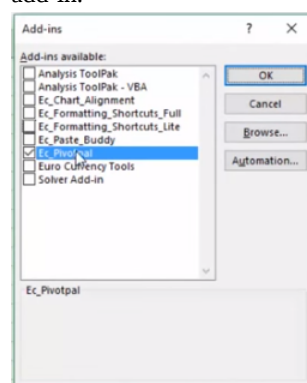 add-in.
Add-ins ? ×
Add-ins available:
Analysis ToolPak
Analysis ToolPak - VBA
Ec_Chart_Alignment
Ec_Formatting_Shortcuts_Full
Ec_Formatting_Shortcuts_Lite
Ec_Paste_Buddy
Ec_Pivotpal
Euro Currency Tools
Solver Add-in
OK
Cancel
Browse...
Automation...
Ec_Pivotpal